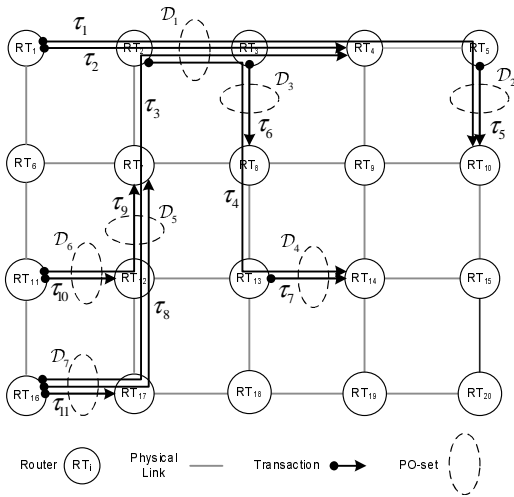 τ₁
𝒟₁
RT₁ RT₂ RT₃ RT₄ RT₅
τ₂
𝒟₃ 𝒟₂
τ₃ τ₆ τ₅
RT₆ RT₈ RT₉ RT₁₀
τ₉ 𝒟₅ τ₄
𝒟₆ 𝒟₄
RT₁₁ RT₁₂ RT₁₃ RT₁₄ RT₁₅
τ₁₀ τ₈ τ₇
𝒟₇
RT₁₆ RT₁₇ RT₁₈ RT₁₉ RT₂₀
τ₁₁
Router RTᵢ Physical Link Transaction PO-set